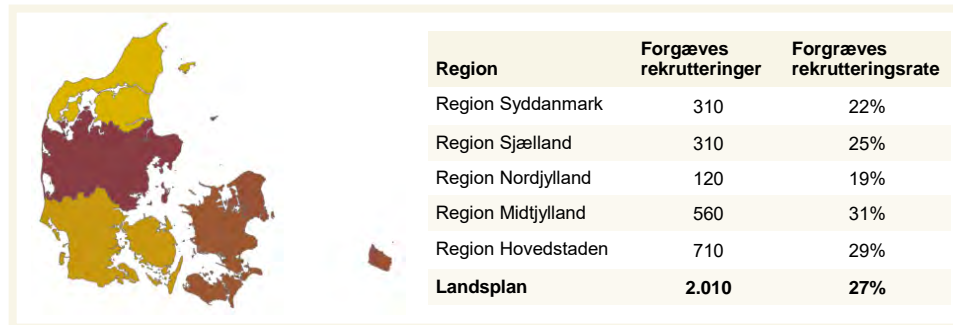 Region Forgæves rekrutteringer Forgræves rekrutteringsrate
Region Syddanmark 310 22%
Region Sjælland 310 25%
Region Nordjylland 120 19%
Region Midtjylland 560 31%
Region Hovedstaden 710 29%
Landsplan 2.010 27%